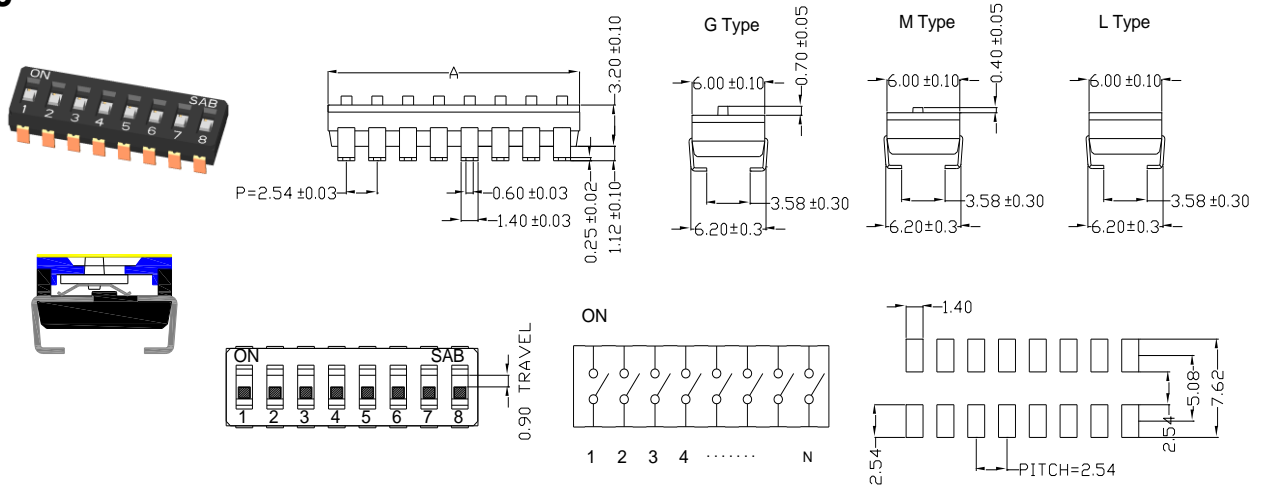 G Type
M Type
L Type
ON
SAB
1 2 3 4 5 6 7 8
A
3.20 ±0.10
P=2.54 ±0.03
0.60 ±0.03
1.40 ±0.03
0.25 ±0.02
1.12 ±0.10
6.00 ±0.10
0.70 ±0.05
3.58 ±0.30
6.20±0.3
6.00 ±0.10
0.40 ±0.05
3.58 ±0.30
6.20±0.3
6.00 ±0.10
3.58 ±0.30
6.20±0.3
ON SAB
1 2 3 4 5 6 7 8
0.90 TRAVEL
ON
1 2 3 4 ······· N
1.40
5.08
7.62
2.54
2.54
PITCH=2.54